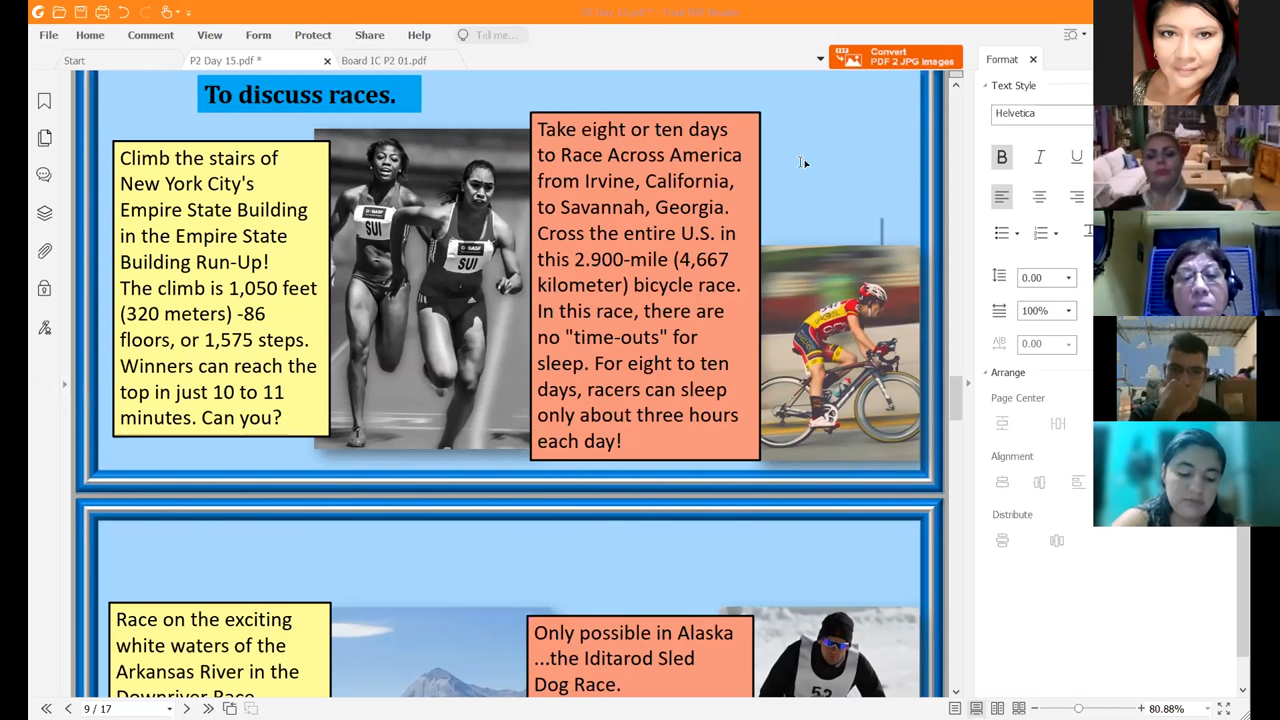 File Home Comment View Form Protect Share Help Tell me...
Convert
PDF 2 JPG Images
Start P2 Day 15.pdf * Board IC P2 01.pdf
Format
Text Style
Helvetica
B I U
0.00
100%
0.00
Arrange
Page Center
Alignment
Distribute
To discuss races.
Climb the stairs of
New York City's
Empire State Building
in the Empire State
Building Run-Up!
The climb is 1,050 feet
(320 meters) -86
floors, or 1,575 steps.
Winners can reach the
top in just 10 to 11
minutes. Can you?
SUI
SUI
Take eight or ten days
to Race Across America
from Irvine, California,
to Savannah, Georgia.
Cross the entire U.S. in
this 2.900-mile (4,667
kilometer) bicycle race.
In this race, there are
no "time-outs" for
sleep. For eight to ten
days, racers can sleep
only about three hours
each day!
Race on the exciting
white waters of the
Arkansas River in the
Downriver Race
Only possible in Alaska
...the Iditarod Sled
Dog Race.
52
9 / 17
80.88%